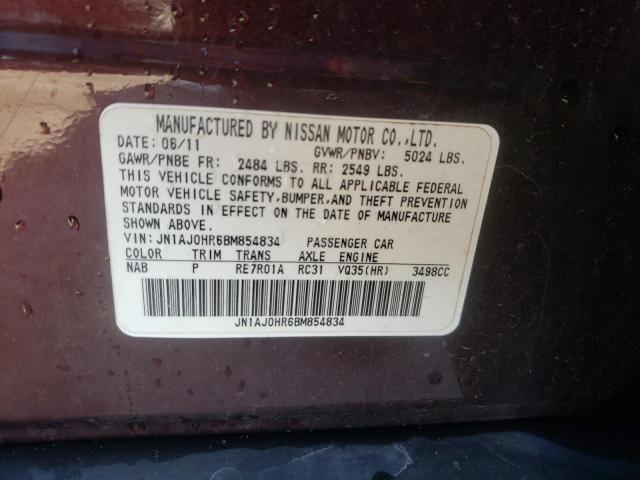 MANUFACTURED BY NISSAN MOTOR CO.,LTD.
DATE: 06/11 GVWR/PNBV: 5024 LBS.
GAWR/PNBE FR: 2484 LBS. RR: 2549 LBS.
THIS VEHICLE CONFORMS TO ALL APPLICABLE FEDERAL
MOTOR VEHICLE SAFETY, BUMPER, AND THEFT PREVENTION
STANDARDS IN EFFECT ON THE DATE OF MANUFACTURE
SHOWN ABOVE.
VIN: JN1AJ0HR6BM854834 PASSENGER CAR
COLOR TRIM TRANS AXLE ENGINE
NAB P RE7R01A RC31 VQ35(HR) 3498CC
JN1AJ0HR6BM854834